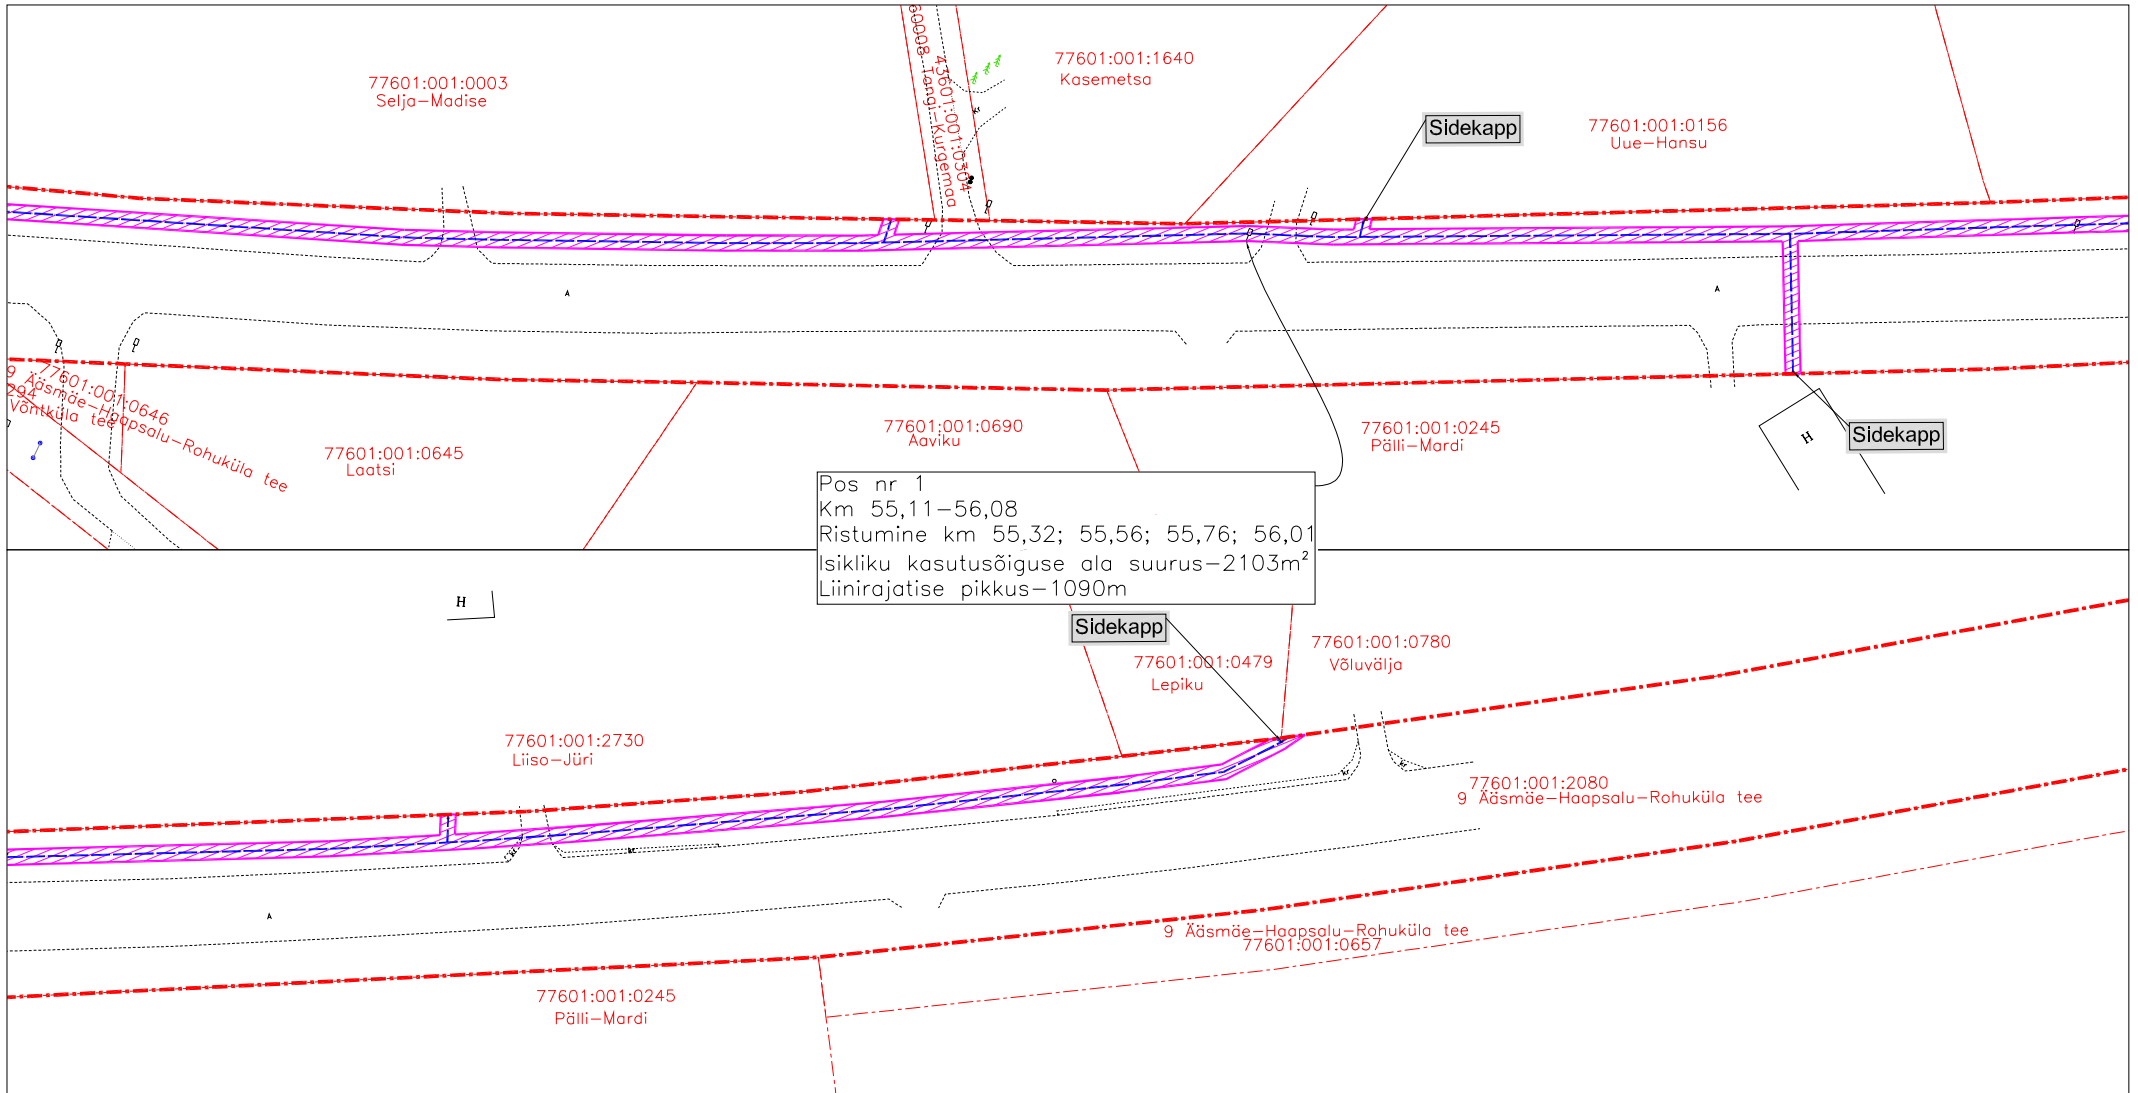 77601:001:0003
Selja-Madise
43601:001:0304
Tangi-Kurgemaa
77601:001:1640
Kasemetsa
Kr
Sidekapp
77601:001:0156
Uue-Hansu
A
A
77601:001:0646
9 Ääsmäe-Haapsalu-Rohuküla tee
294
Võntküla tee
77601:001:0645
Laatsi
77601:001:0690
Aaviku
77601:001:0245
Pälli-Mardi
H
Sidekapp
Pos nr 1
Km 55,11-56,08
Ristumine km 55,32; 55,56; 55,76; 56,01
Isikliku kasutusõiguse ala suurus-2103m²
Liinirajatise pikkus-1090m
H
Sidekapp
77601:001:0479
Lepiku
77601:001:0780
Võluvälja
77601:001:2730
Liiso-Jüri
77601:001:2080
9 Ääsmäe-Haapsalu-Rohuküla tee
A
9 Ääsmäe-Haapsalu-Rohuküla tee
77601:001:0657
77601:001:0245
Pälli-Mardi